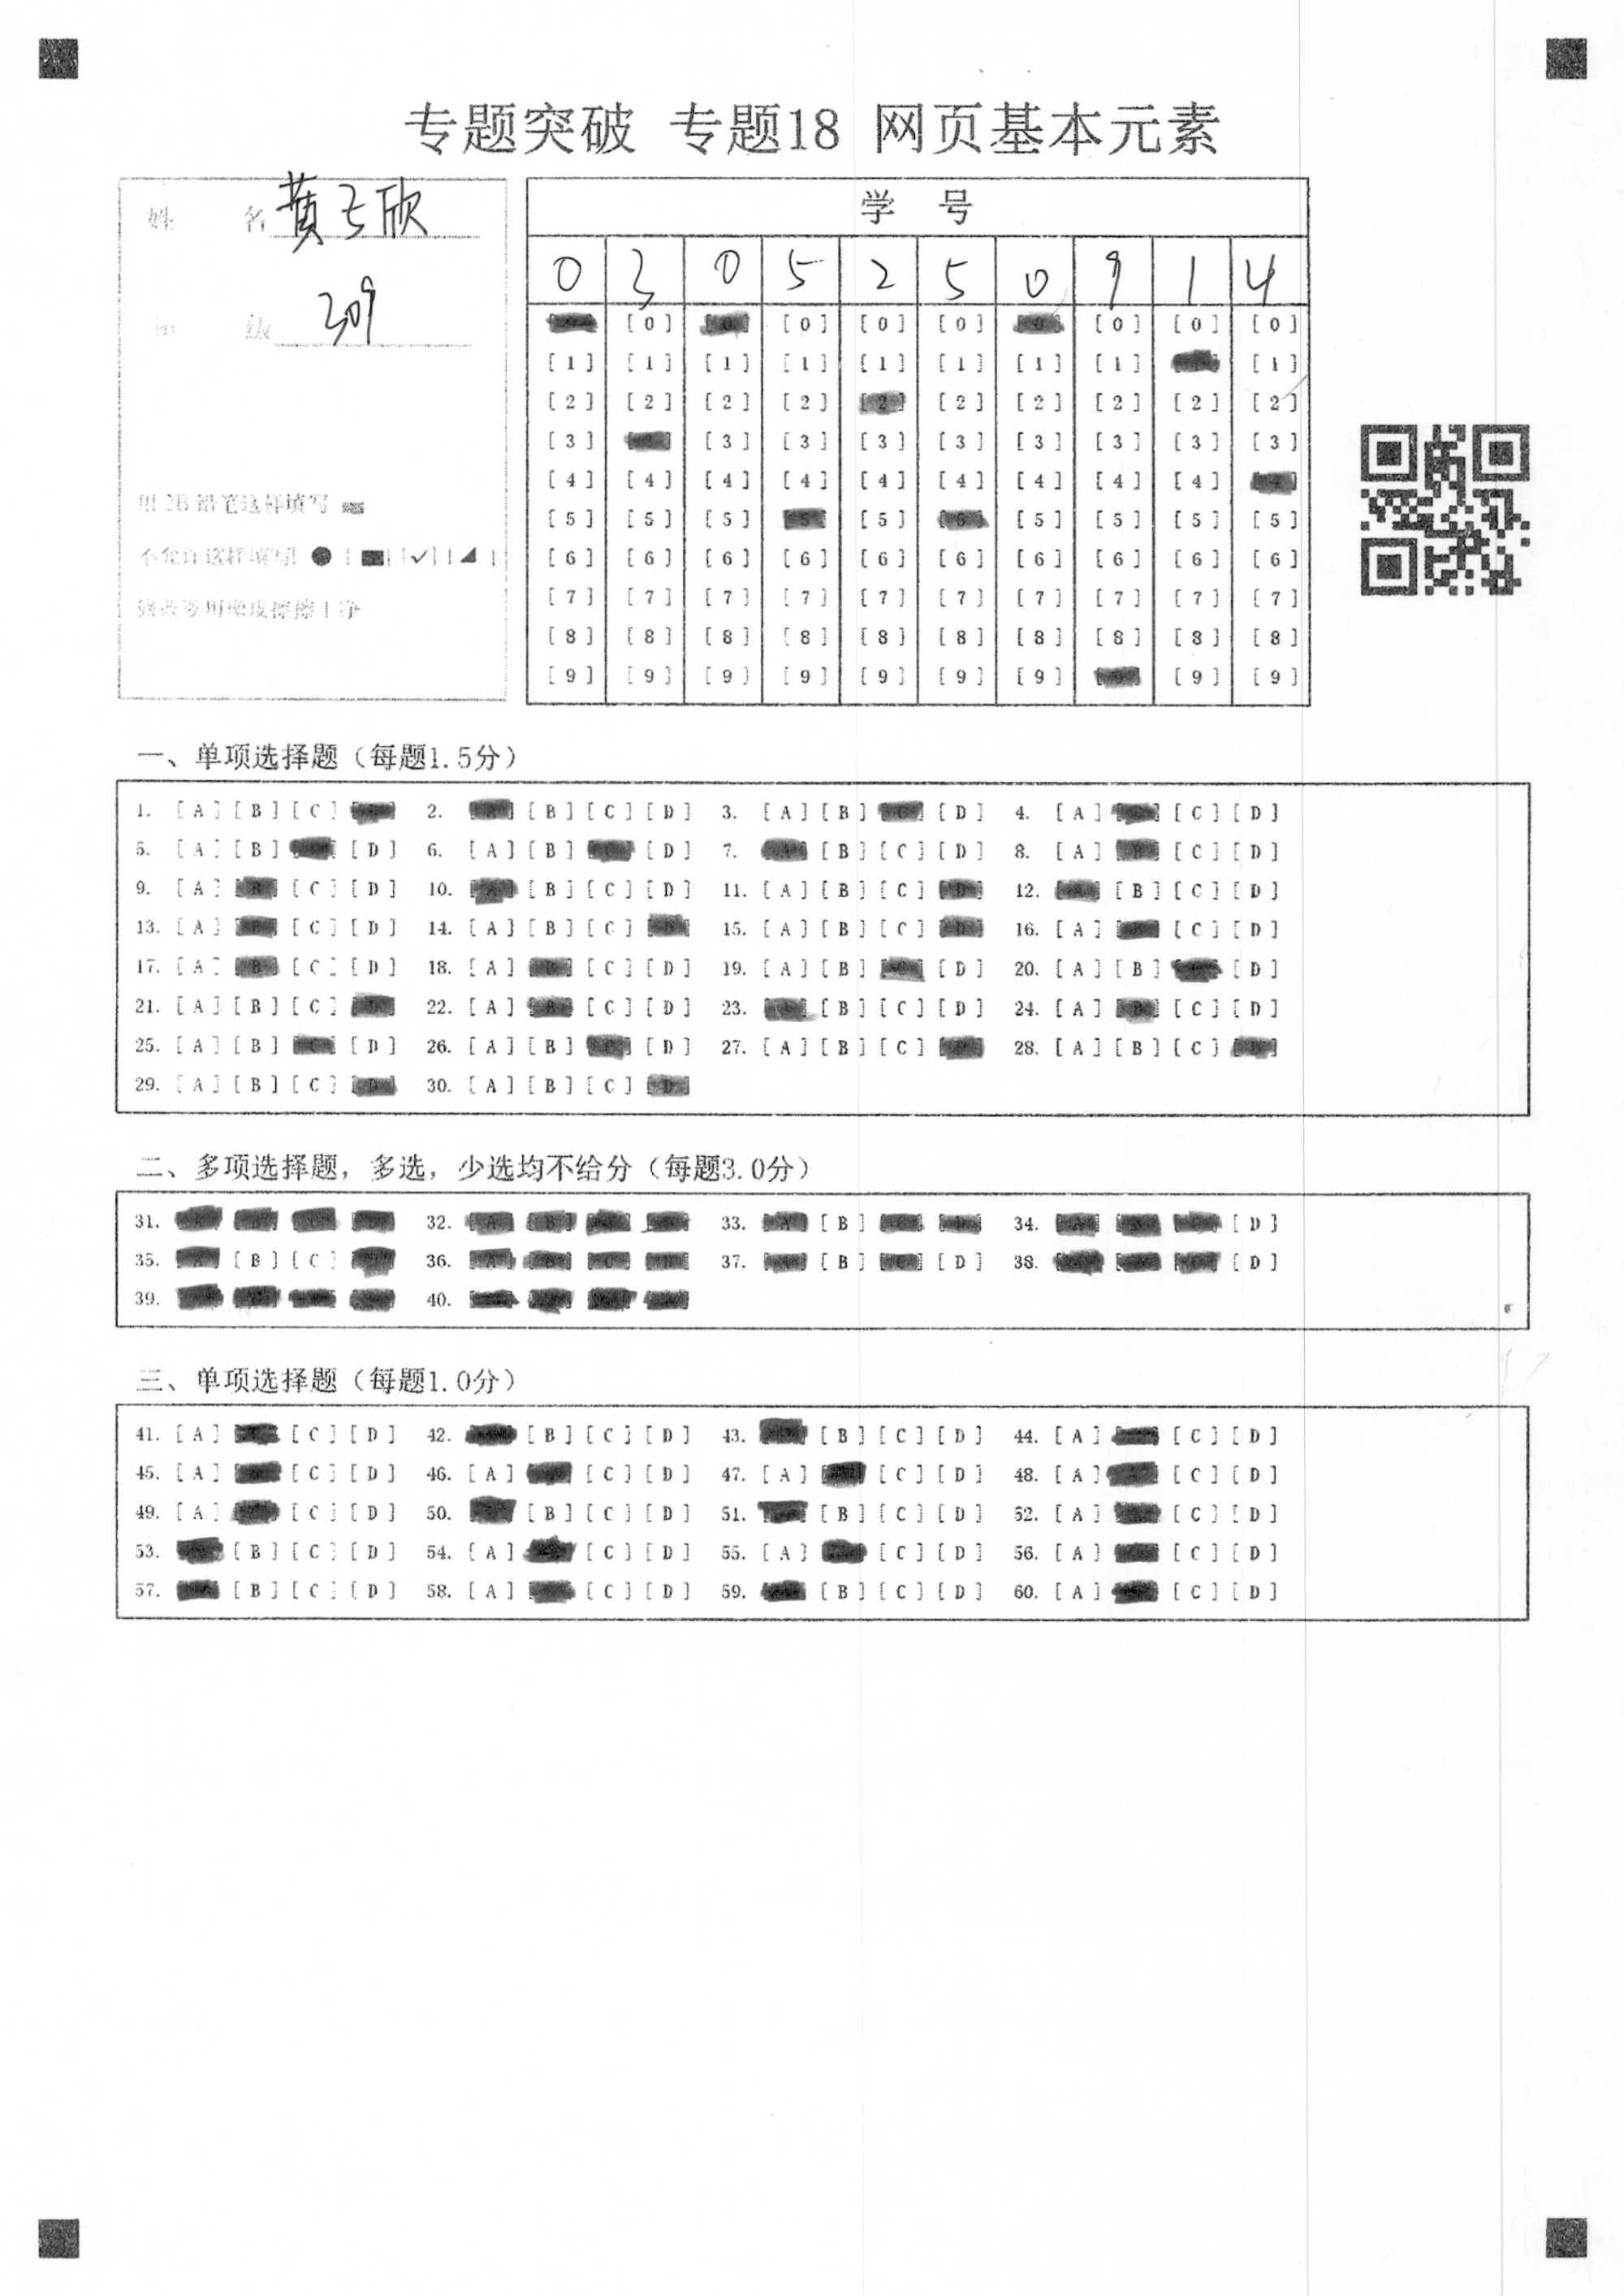 专题突破 专题18 网页基本元素
姓 名 黄子欣
班 级 309
用2B铅笔这样填写
不允许这样填写
修改要用橡皮擦擦干净
学 号
0 3 0 5 2 5 0 9 1 4
[0] [0] [0] [0] [0] [0] [0]
[1] [1] [1] [1] [1] [1] [1] [1] [1]
[2] [2] [2] [2] [2] [2] [2] [2] [2] [2]
[3] [3] [3] [3] [3] [3] [3] [3] [3]
[4] [4] [4] [4] [4] [4] [4] [4] [4] [4]
[5] [5] [5] [5] [5] [5] [5] [5] [5] [5]
[6] [6] [6] [6] [6] [6] [6] [6] [6] [6]
[7] [7] [7] [7] [7] [7] [7] [7] [7] [7]
[8] [8] [8] [8] [8] [8] [8] [8] [8] [8]
[9] [9] [9] [9] [9] [9] [9] [9] [9]
一、单项选择题（每题1.5分）
1. [A] [B] [C] 2. [B] [C] [D] 3. [A] [B] [D] 4. [A] [C] [D]
5. [A] [B] [D] 6. [A] [B] [D] 7. [B] [C] [D] 8. [A] [C] [D]
9. [A] [C] [D] 10. [B] [C] [D] 11. [A] [B] [C] 12. [B] [C] [D]
13. [A] [C] [D] 14. [A] [B] [C] 15. [A] [B] [C] 16. [A] [C] [D]
17. [A] [C] [D] 18. [A] [C] [D] 19. [A] [B] [D] 20. [A] [B] [D]
21. [A] [B] [C] 22. [A] [C] [D] 23. [B] [C] [D] 24. [A] [C] [D]
25. [A] [B] [D] 26. [A] [B] [D] 27. [A] [B] [C] 28. [A] [B] [C]
29. [A] [B] [C] 30. [A] [B] [C]
二、多项选择题，多选，少选均不给分（每题3.0分）
31. 32. 33. [B] 34. [D]
35. [B] [C] 36. 37. [B] [D] 38. [D]
39. 40.
三、单项选择题（每题1.0分）
41. [A] [C] [D] 42. [B] [C] [D] 43. [B] [C] [D] 44. [A] [C] [D]
45. [A] [C] [D] 46. [A] [C] [D] 47. [A] [C] [D] 48. [A] [C] [D]
49. [A] [C] [D] 50. [B] [C] [D] 51. [B] [C] [D] 52. [A] [C] [D]
53. [B] [C] [D] 54. [A] [C] [D] 55. [A] [C] [D] 56. [A] [C] [D]
57. [B] [C] [D] 58. [A] [C] [D] 59. [B] [C] [D] 60. [A] [C] [D]